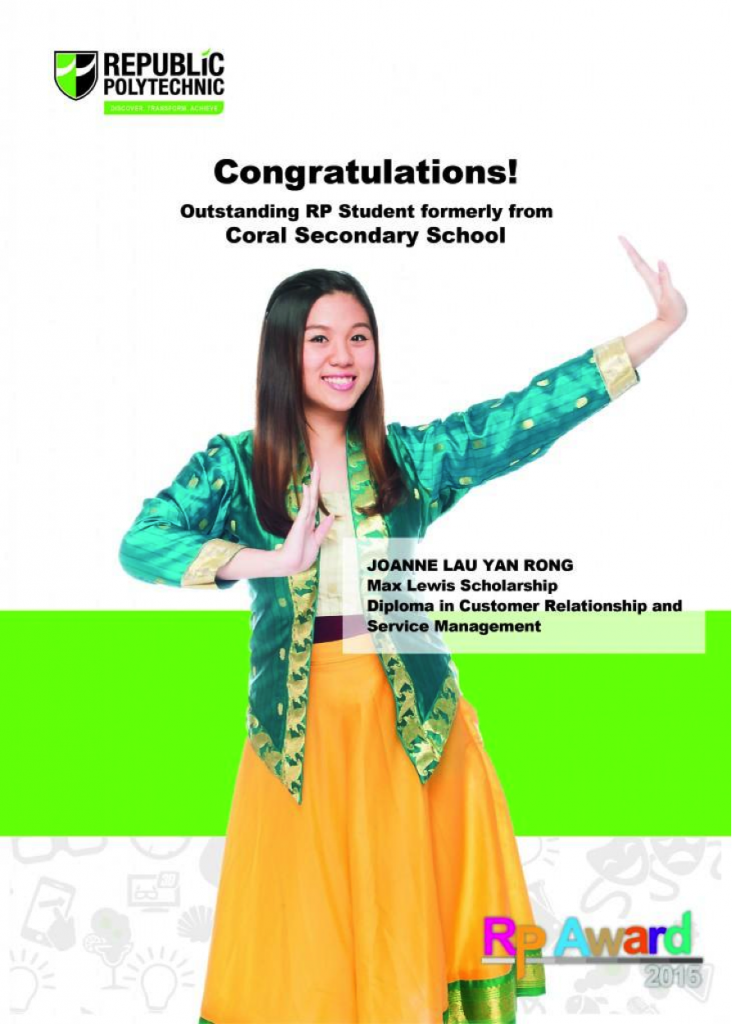 REPUBLIC
POLYTECHNIC
DISCOVER. TRANSFORM. ACHIEVE
Congratulations!
Outstanding RP Student formerly from
Coral Secondary School
JOANNE LAU YAN RONG
Max Lewis Scholarship
Diploma in Customer Relationship and
Service Management
RP Award
2015